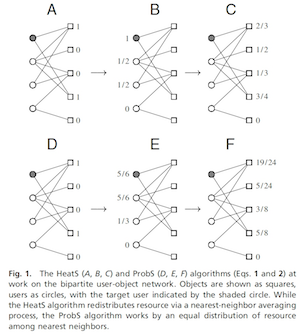 A
B
C
1
0
0
0
1
0
1
1/2
1/2
0
2/3
1/2
1/3
3/4
0
D
E
F
1
0
0
1
0
5/6
5/6
1/3
0
19/24
5/24
3/8
5/8
0
Fig. 1. The HeatS (A, B, C) and ProbS (D, E, F) algorithms (Eqs. 1 and 2) at
work on the bipartite user-object network. Objects are shown as squares,
users as circles, with the target user indicated by the shaded circle. While
the HeatS algorithm redistributes resource via a nearest-neighbor averaging
process, the ProbS algorithm works by an equal distribution of resource
among nearest neighbors.